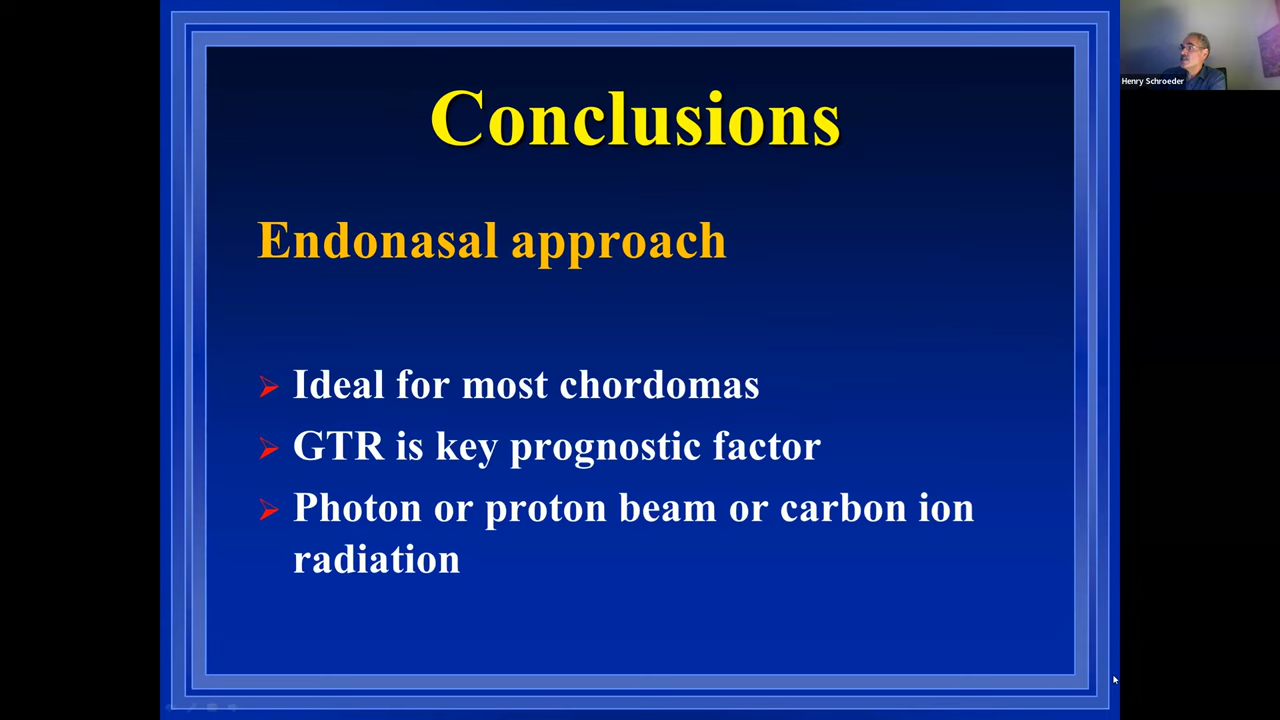 Conclusions
Henry Schroeder
Endonasal approach
Ideal for most chordomas
GTR is key prognostic factor
Photon or proton beam or carbon ion
radiation